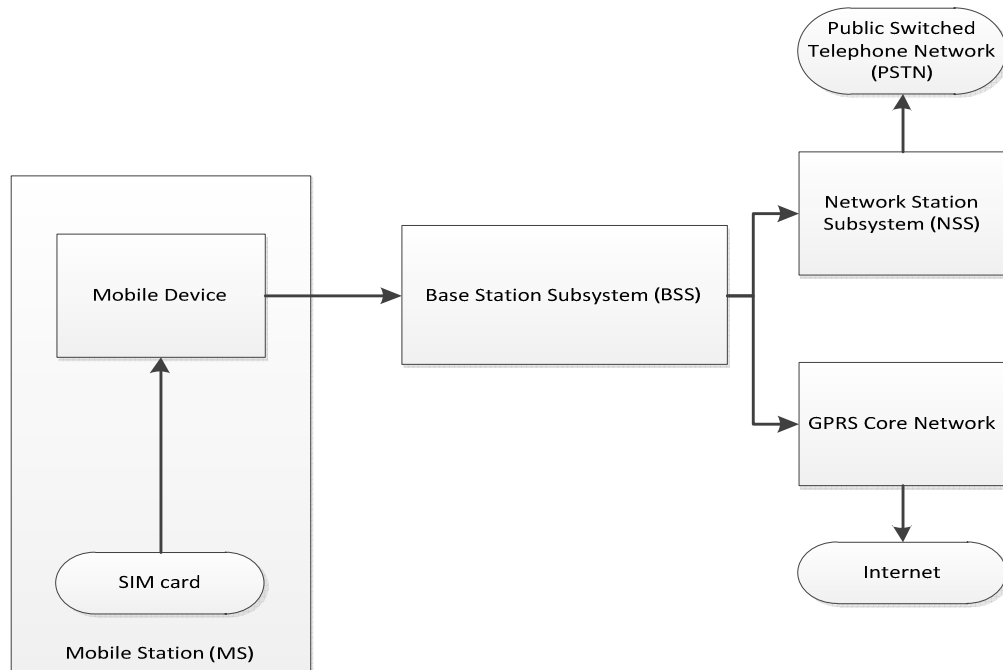 Public Switched
Telephone Network
(PSTN)
Network Station
Subsystem (NSS)
Mobile Device
Base Station Subsystem (BSS)
GPRS Core Network
SIM card
Internet
Mobile Station (MS)